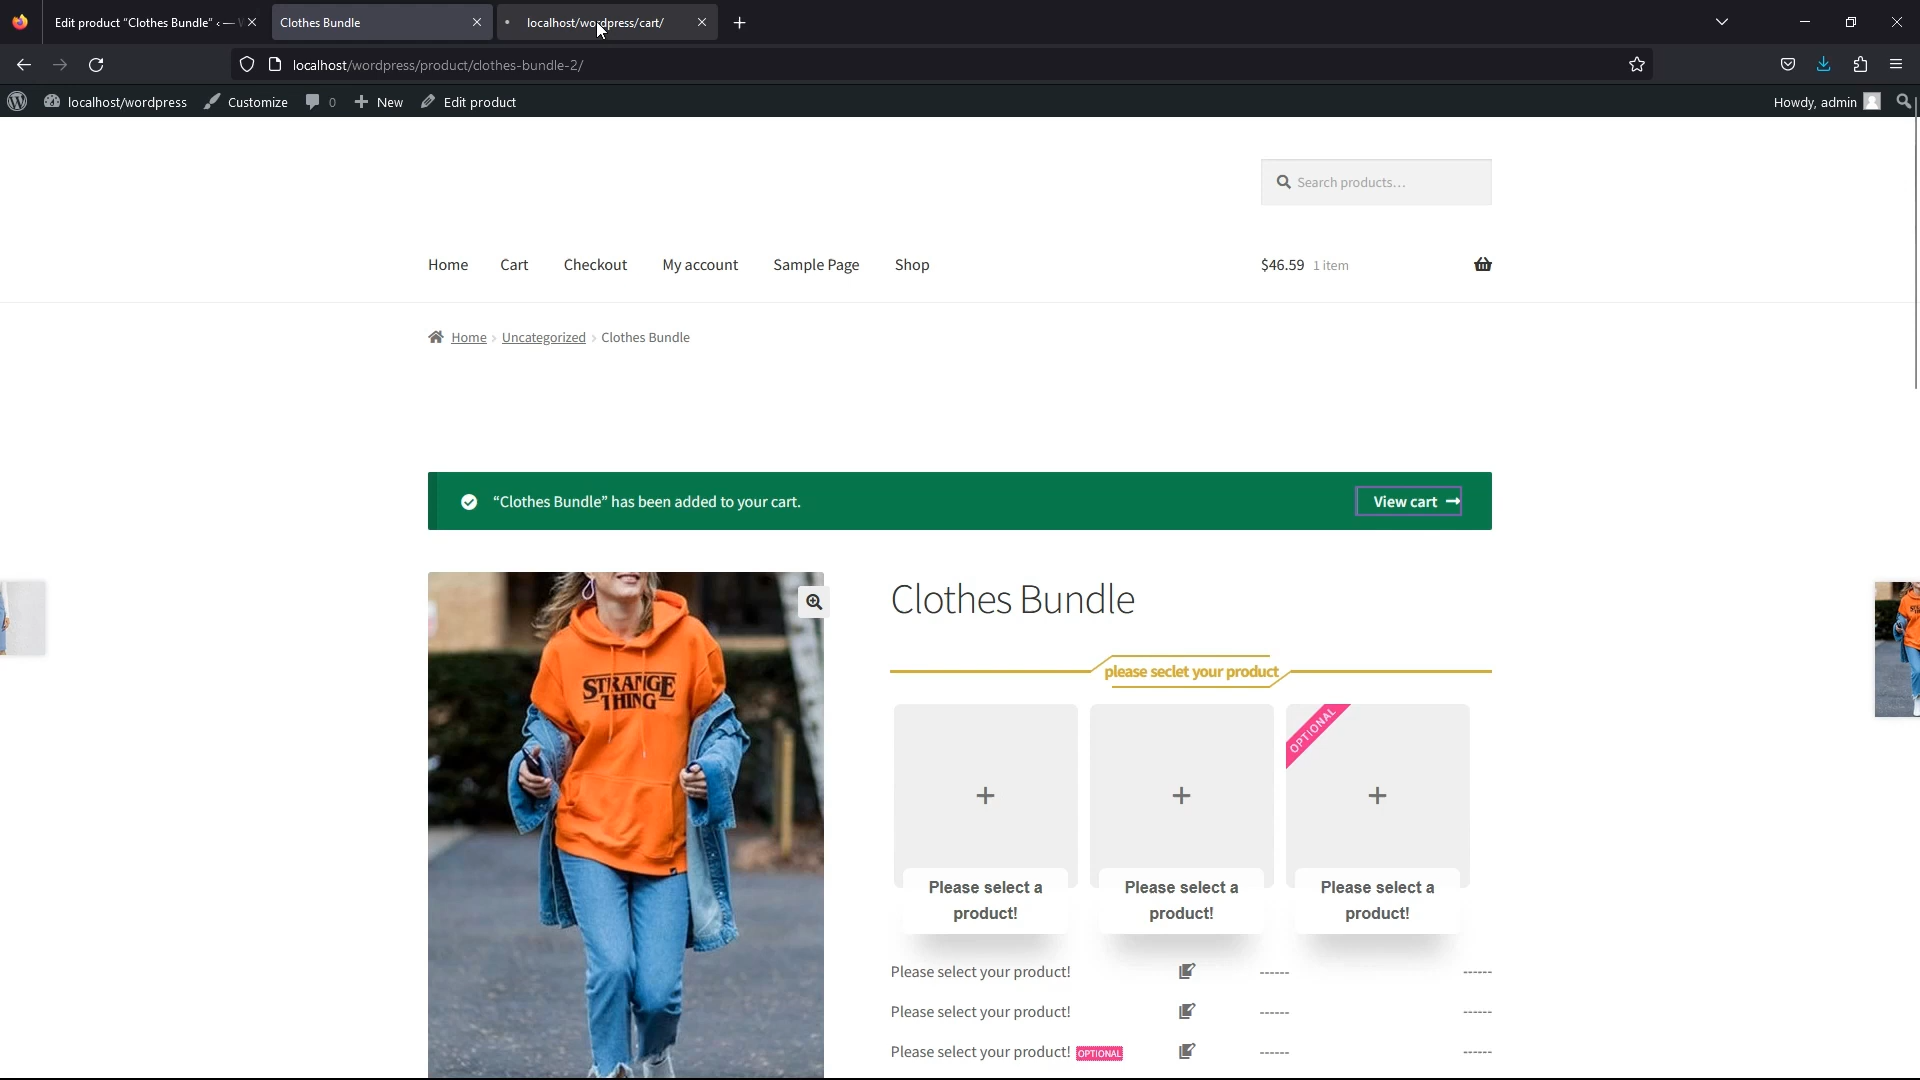 Edit product “Clothes Bundle” ‹ —
Clothes Bundle
localhost/wordpress/cart/
localhost/wordpress/product/clothes-bundle-2/
localhost/wordpress
Customize
0
New
Edit product
Howdy, admin
Search products…
Home
Cart
Checkout
My account
Sample Page
Shop
$46.59 1 item
Home › Uncategorized › Clothes Bundle
“Clothes Bundle” has been added to your cart.
View cart →
STRANGE
THING
Clothes Bundle
please seclet your product
+
+
OPTIONAL
+
Please select a
product!
Please select a
product!
Please select a
product!
Please select your product! ------ ------
Please select your product! ------ ------
Please select your product! OPTIONAL ------ ------